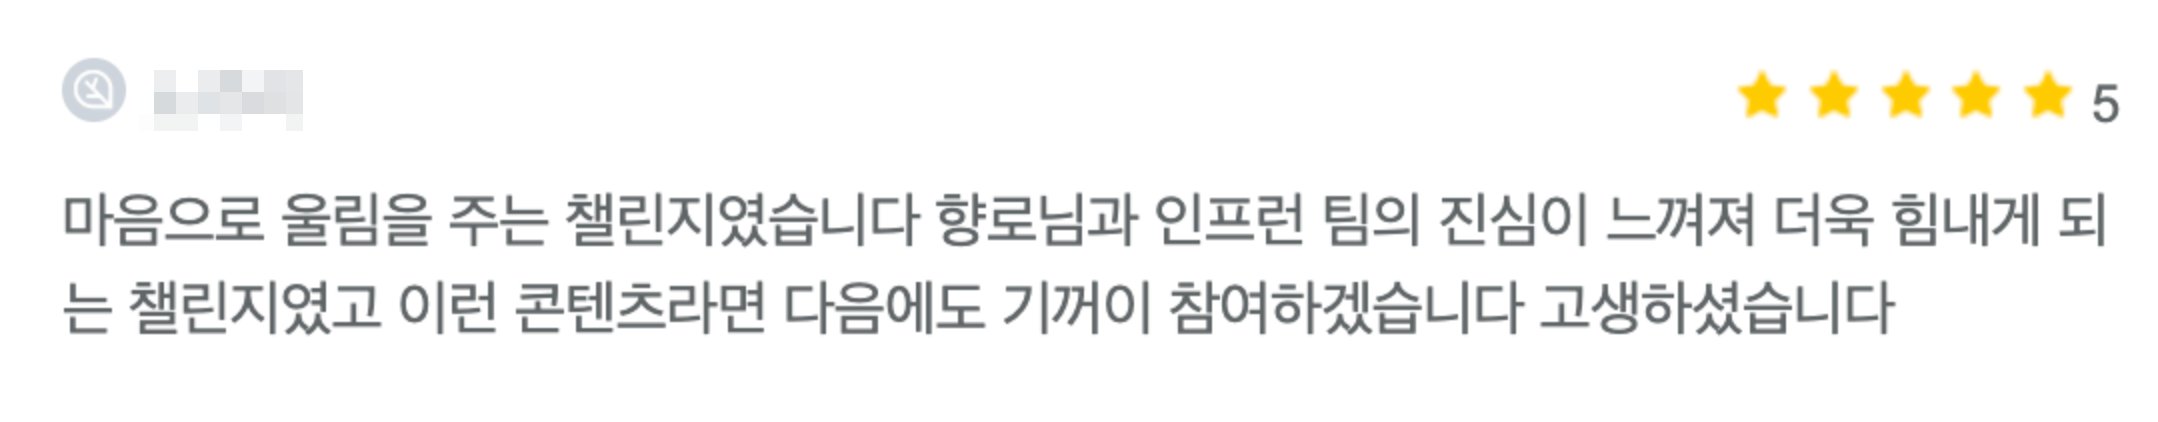 5
마음으로 울림을 주는 챌린지였습니다 향로님과 인프런 팀의 진심이 느껴져 더욱 힘내게 되
는 챌린지였고 이런 콘텐츠라면 다음에도 기꺼이 참여하겠습니다 고생하셨습니다